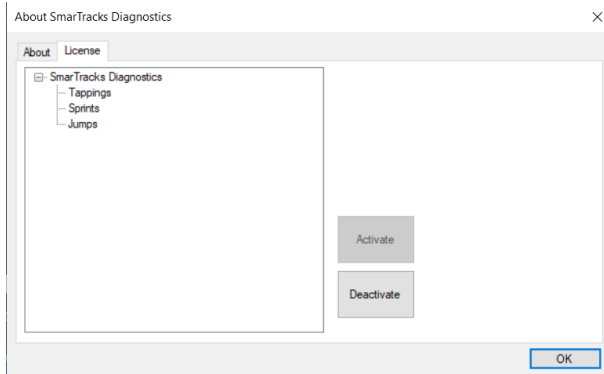 About SmarTracks Diagnostics
About License
SmarTracks Diagnostics
Tappings
Sprints
Jumps
Activate
Deactivate
OK